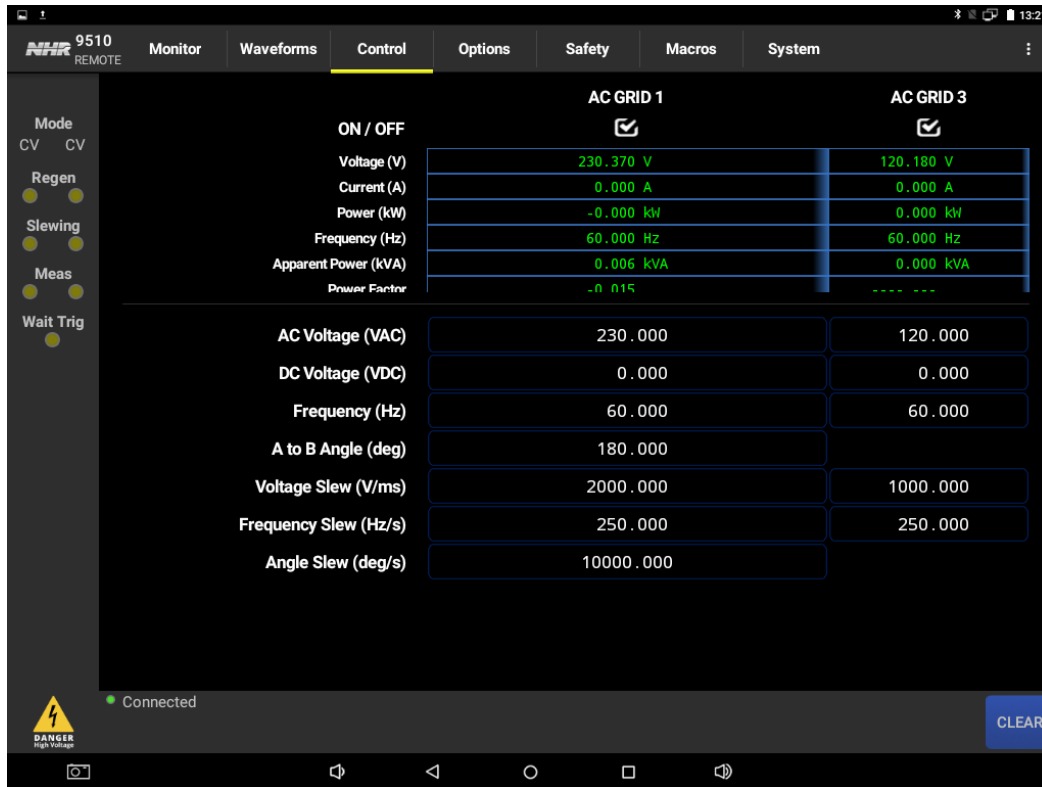 13:2
NHR 9510 REMOTE Monitor Waveforms Control Options Safety Macros System
AC GRID 1 AC GRID 3
Mode
CV CV
ON / OFF
Regen
Slewing
Meas
Wait Trig
Voltage (V) 230.370 V 120.180 V
Current (A) 0.000 A 0.000 A
Power (kW) -0.000 kW 0.000 kW
Frequency (Hz) 60.000 Hz 60.000 Hz
Apparent Power (kVA) 0.006 kVA 0.000 kVA
Power Factor -0.015 ---- ---
AC Voltage (VAC) 230.000 120.000
DC Voltage (VDC) 0.000 0.000
Frequency (Hz) 60.000 60.000
A to B Angle (deg) 180.000
Voltage Slew (V/ms) 2000.000 1000.000
Frequency Slew (Hz/s) 250.000 250.000
Angle Slew (deg/s) 10000.000
Connected
DANGER
High Voltage
CLEAR